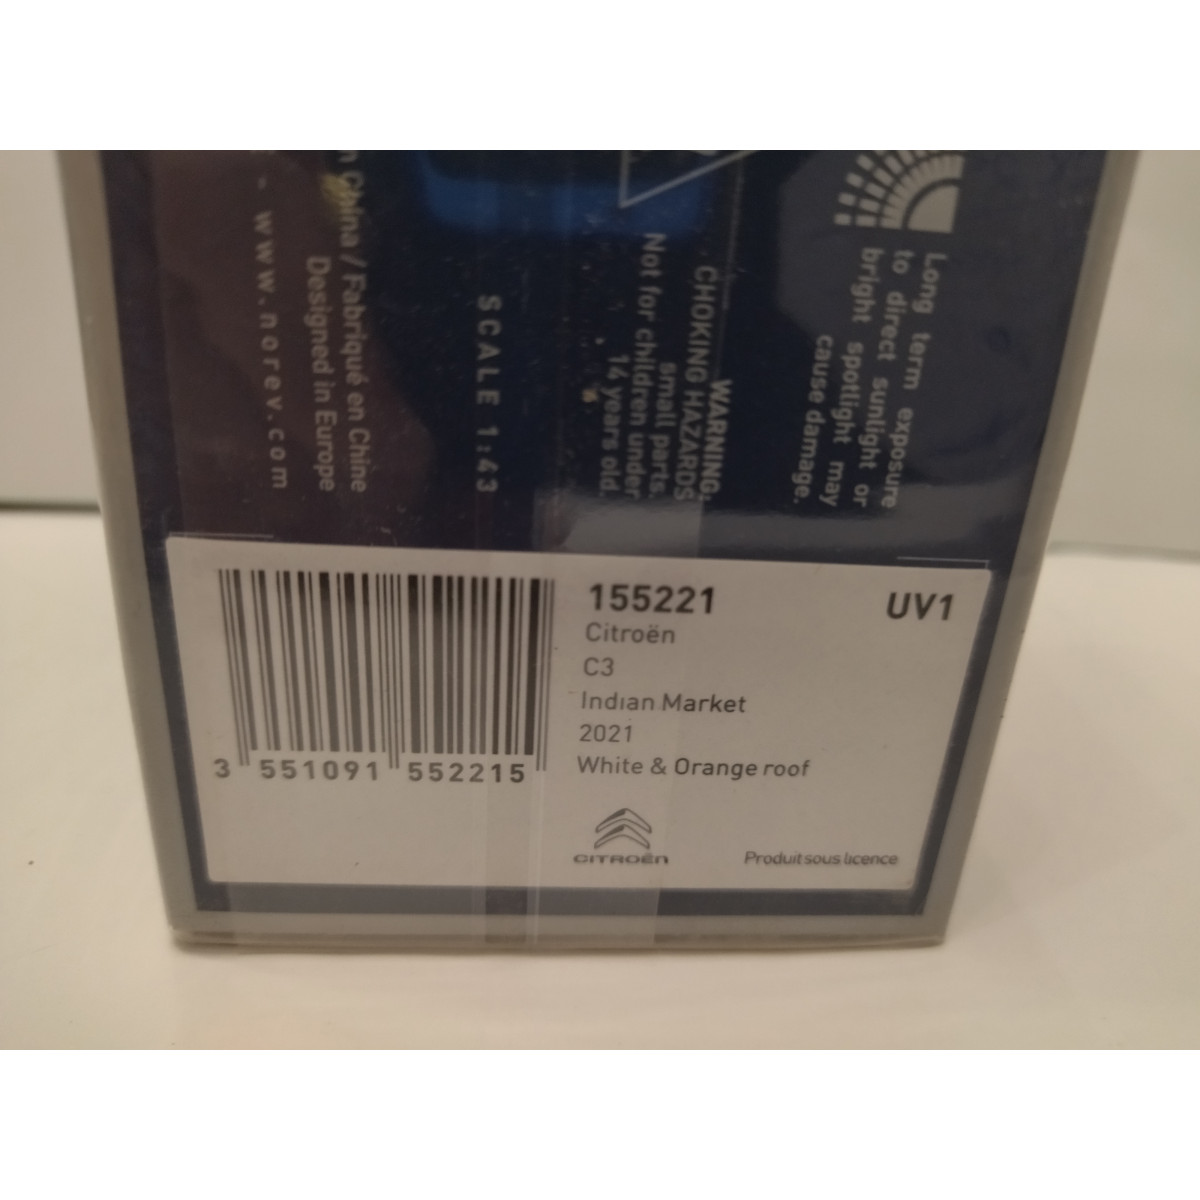 Long term exposure
to direct sunlight or
bright spotlight may
cause damage.
WARNING:
CHOKING HAZARDS
small parts.
Not for children under
14 years old.
SCALE 1:43
China / Fabriqué en Chine
Designed in Europe
- www.norev.com
155221
UV1
Citroën
C3
Indian Market
2021
White & Orange roof
3 551091 552215
CITROËN
Produit sous licence